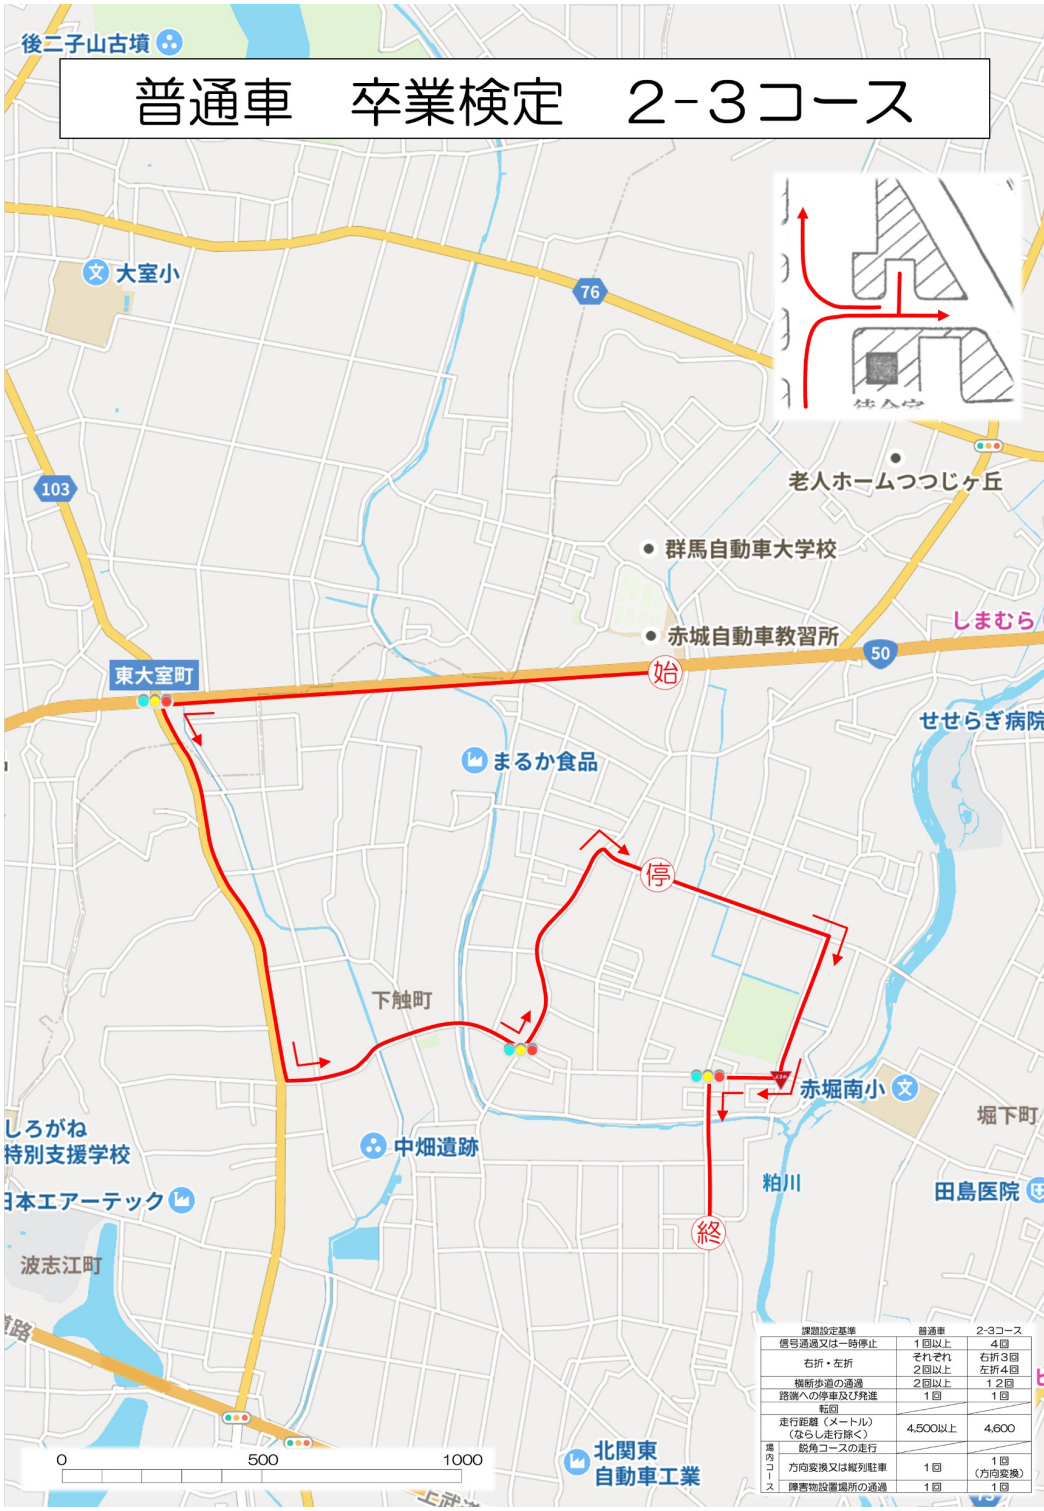 後二子山古墳
普通車 卒業検定 2-3コース
大室小
76
待合室
老人ホームつつじヶ丘
103
群馬自動車大学校
しまむら
赤城自動車教習所
50
東大室町
始
せせらぎ病院
まるか食品
停
下触町
赤堀南小
堀下町
しろがね
特別支援学校
中畑遺跡
日本エアーテック
粕川
田島医院
終
波志江町
道路
課題設定基準 普通車 2-3コース
信号通過又は一時停止 1回以上 4回
右折・左折 それぞれ 2回以上 右折3回 左折4回
横断歩道の通過 2回以上 12回
路端への停車及び発進 1回 1回
転回
走行距離(メートル) (ならし走行除く) 4,500以上 4,600
場内コース
鋭角コースの走行
方向変換又は縦列駐車 1回 1回 (方向変換)
障害物設置場所の通過 1回 1回
0 500 1000
北関東
自動車工業
上武道